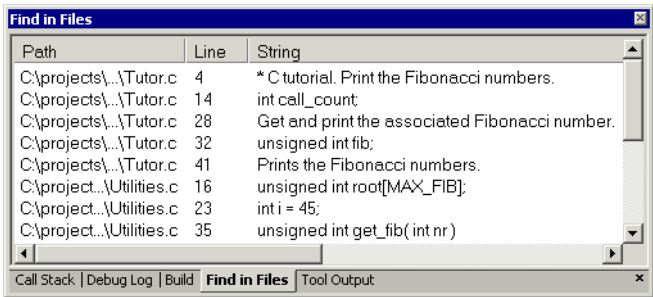 Find in Files
Path Line String
C:\projects\...\Tutor.c 4 * C tutorial. Print the Fibonacci numbers.
C:\projects\...\Tutor.c 14 int call_count;
C:\projects\...\Tutor.c 28 Get and print the associated Fibonacci number.
C:\projects\...\Tutor.c 32 unsigned int fib;
C:\projects\...\Tutor.c 41 Prints the Fibonacci numbers.
C:\project...\Utilities.c 16 unsigned int root[MAX_FIB];
C:\project...\Utilities.c 23 int i = 45;
C:\project...\Utilities.c 35 unsigned int get_fib( int nr )
Call Stack | Debug Log | Build Find in Files Tool Output